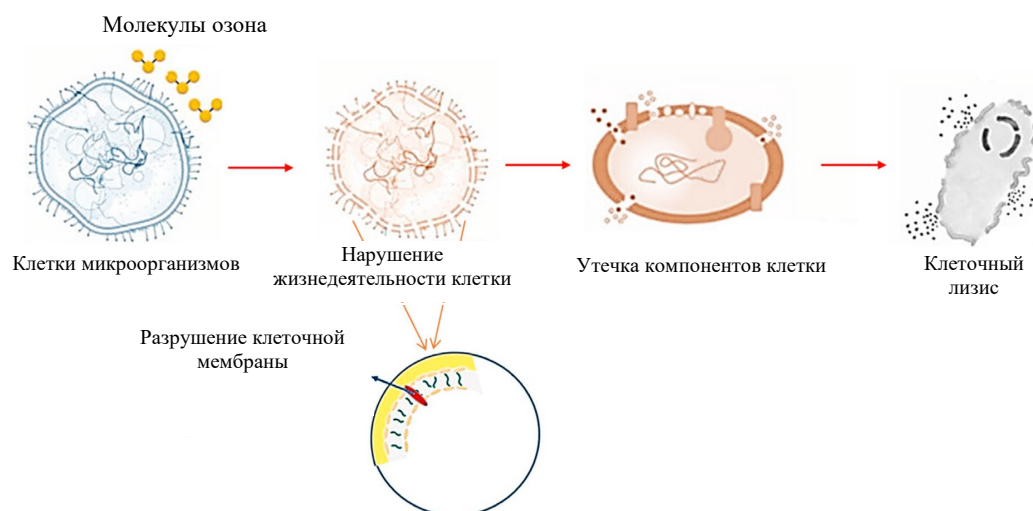 Молекулы озона
Клетки микроорганизмов
Нарушение
жизнедеятельности клетки
Утечка компонентов клетки
Клеточный
лизис
Разрушение клеточной
мембраны